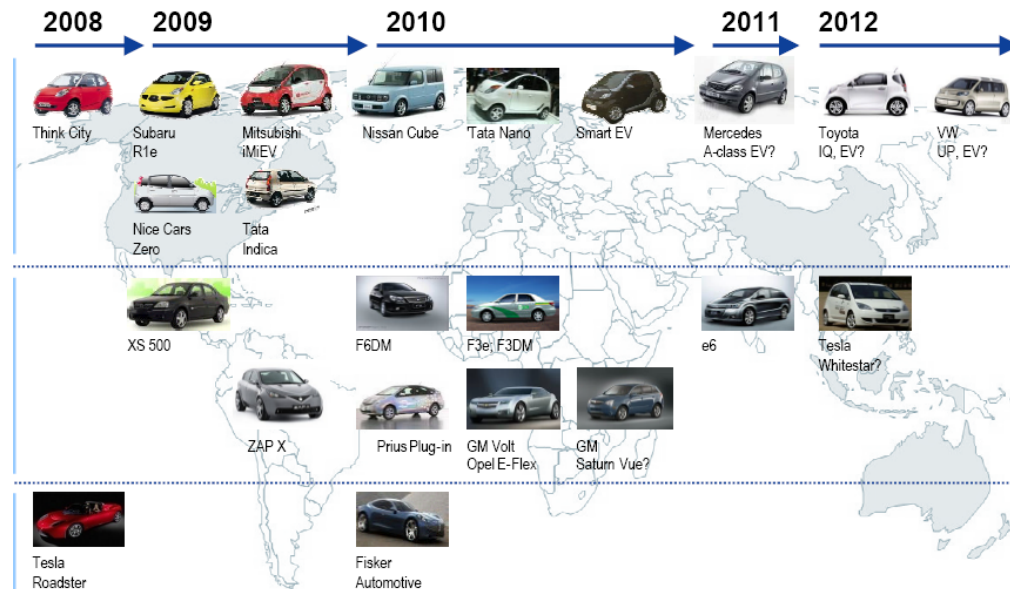 2008 2009 2010 2011 2012
Think City
Subaru
R1e
Mitsubishi
iMiEV
Nissan Cube
'Tata Nano
Smart EV
Mercedes
A-class EV?
Toyota
IQ, EV?
VW
UP, EV?
Nice Cars
Zero
Tata
Indica
XS 500
F6DM
F3e, F3DM
e6
Tesla
Whitestar?
ZAP X
Prius Plug-in
GM Volt
Opel E-Flex
GM
Saturn Vue?
Tesla
Roadster
Fisker
Automotive